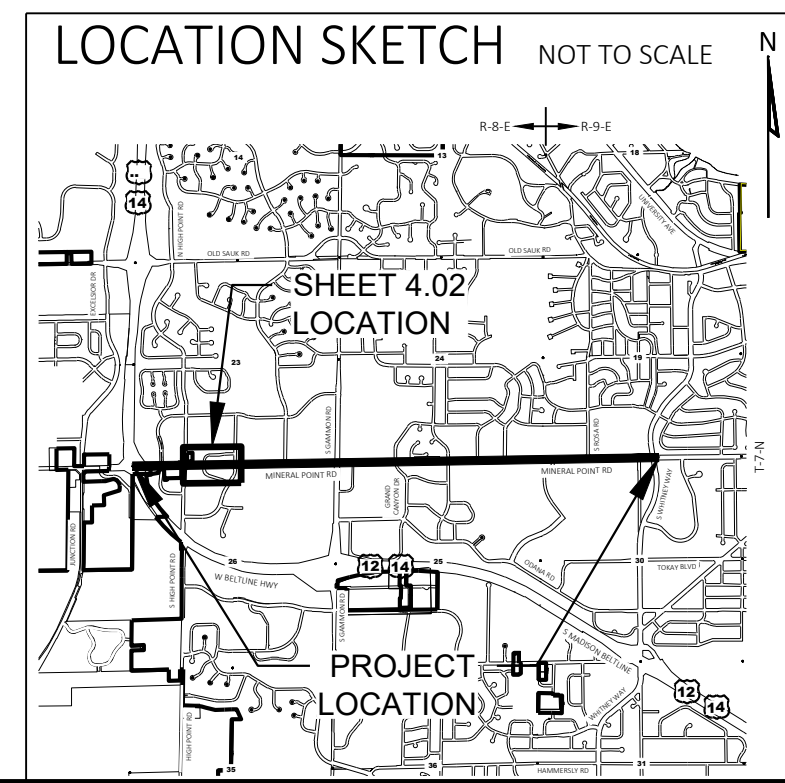 LOCATION SKETCH NOT TO SCALE
N
R-8-E R-9-E
14
13
18
14
N HIGH POINT RD
UNIVERSITY AVE
OLD SAUK RD
OLD SAUK RD
EXCELSIOR DR
SHEET 4.02
LOCATION
23
24
19
S GAMMON RD
S ROSA RD
MINERAL POINT RD
MINERAL POINT RD
T-7-N
GRAND
CANYON DR
S WHITNEY WAY
JUNCTION RD
S HIGH POINT RD
26
12 14
25
ODANA RD
30
TOKAY BLVD
W BELTLINE HWY
S GAMMON RD
S MADISON BELTLINE
PROJECT
LOCATION
12
14
WHITNEY WAY
HIGH POINT RD
35
36
31
HAMMERSLY RD